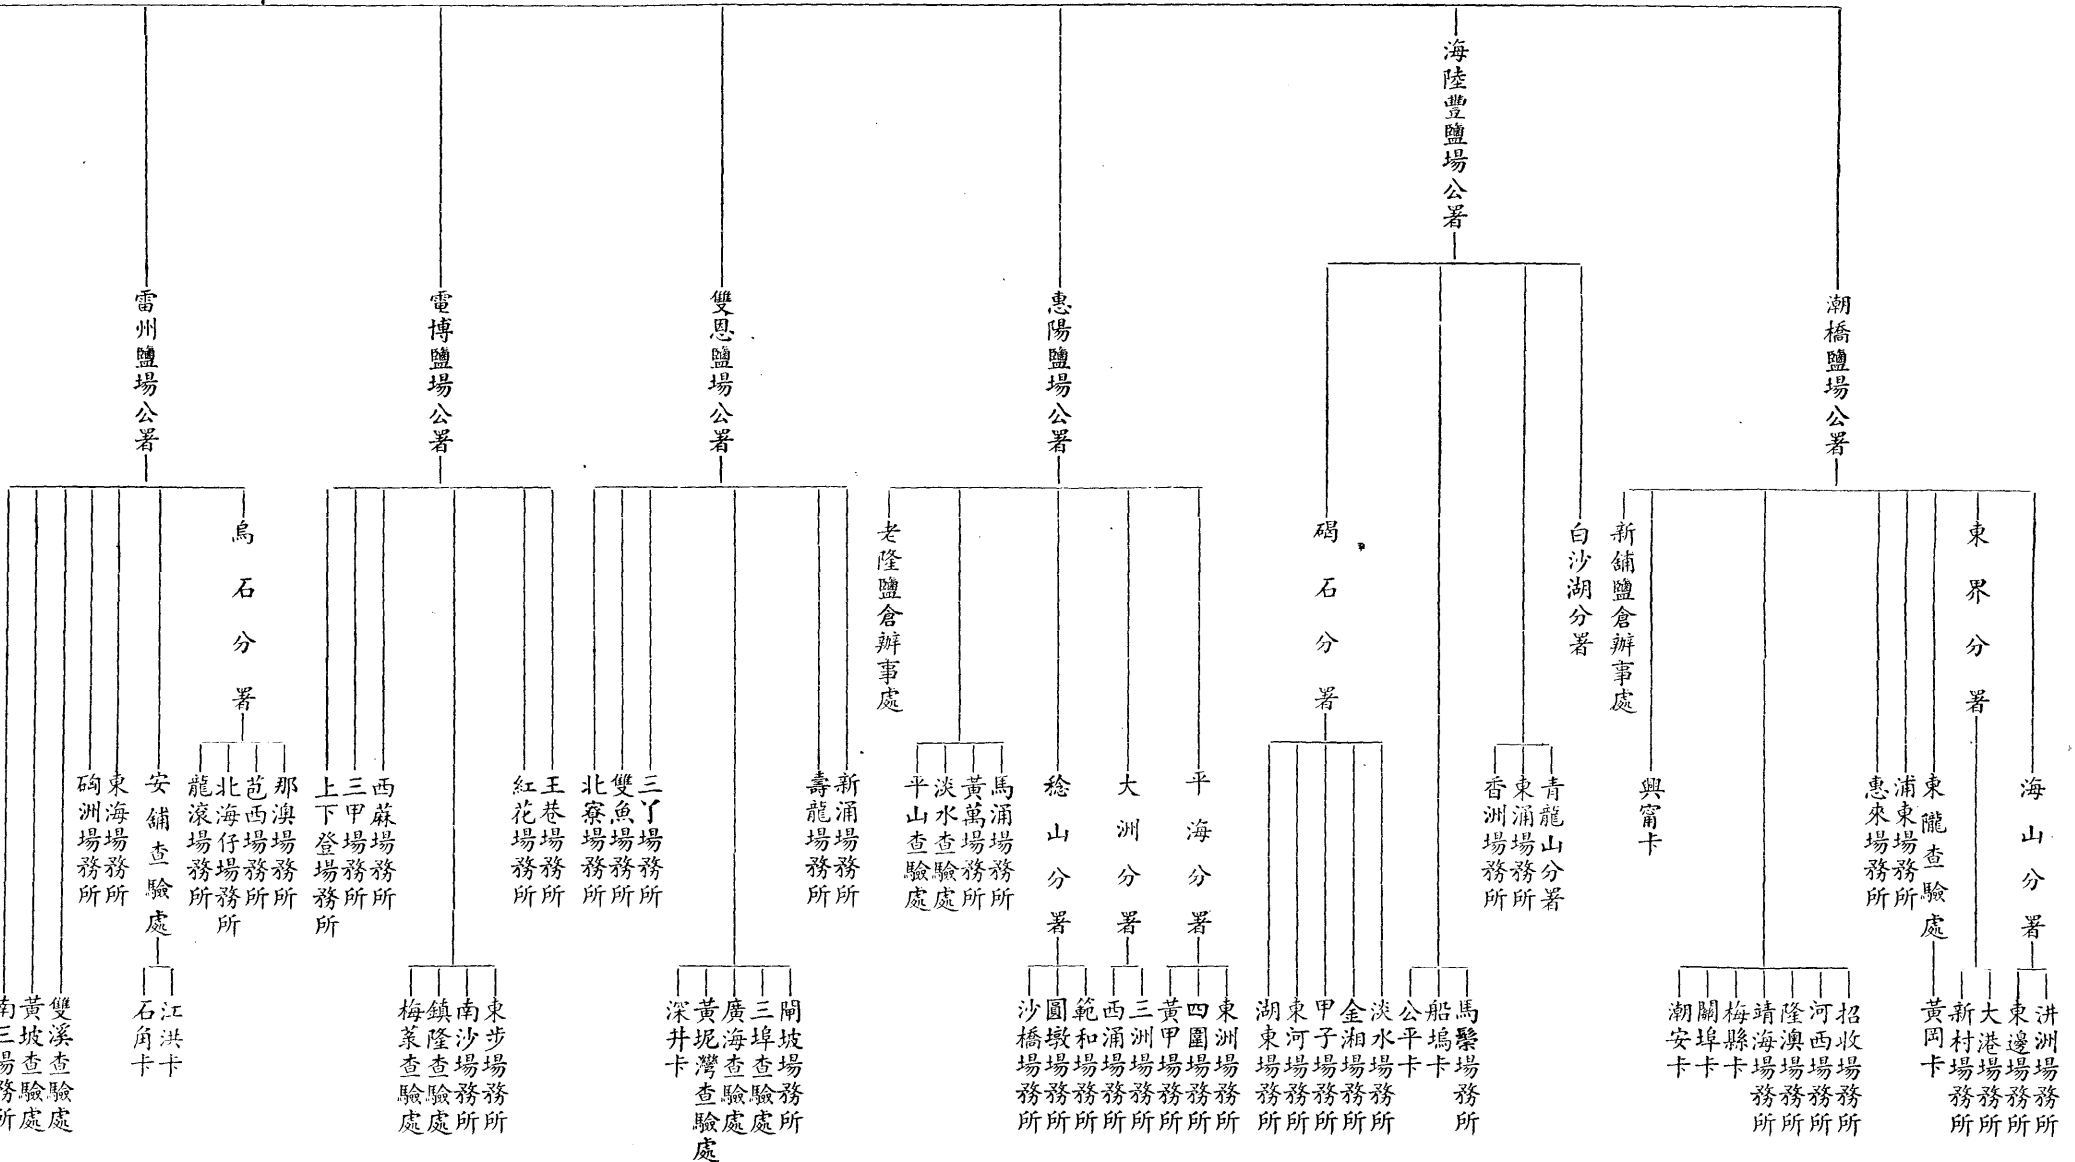 潮橋鹽場公署
海山分署
洪洲場務所
東邊場務所
東界分署
大港場務所
新村場務所
東隴查驗處
黃岡卡
浦東場務所
惠來場務所
招收場務所
河西場務所
隆澳場務所
靖海場務所
梅縣卡
關埠卡
潮安卡
興甯卡
新舖鹽倉辦事處
海陸豐鹽場公署
白沙湖分署
青龍山分署
東涌場務所
香洲場務所
馬鬃場務所
船塢卡
公平卡
碣石分署
淡水場務所
金湘場務所
甲子場務所
東河場務所
湖東場務所
惠陽鹽場公署
平海分署
東洲場務所
四圍場務所
黃甲場務所
大洲分署
三洲場務所
西涌場務所
稔山分署
範和場務所
圓墩場務所
沙橋場務所
馬涌場務所
黃萬場務所
淡水查驗處
平山查驗處
老隆鹽倉辦事處
雙恩鹽場公署
新涌場務所
壽龍場務所
閘坡場務所
三埠查驗處
廣海查驗處
黃坭灣查驗處
深井卡
三丫場務所
雙魚場務所
北寮場務所
電博鹽場公署
王巷場務所
紅花場務所
東步場務所
南沙場務所
鎮隆查驗處
梅菉查驗處
西蔴場務所
三甲場務所
上下登場務所
雷州鹽場公署
烏石分署
那澳場務所
芭西場務所
北海仔場務所
龍滾場務所
安舖查驗處
江洪卡
石角卡
東海場務所
硇洲場務所
雙溪查驗處
黃坡查驗處
南三場務所